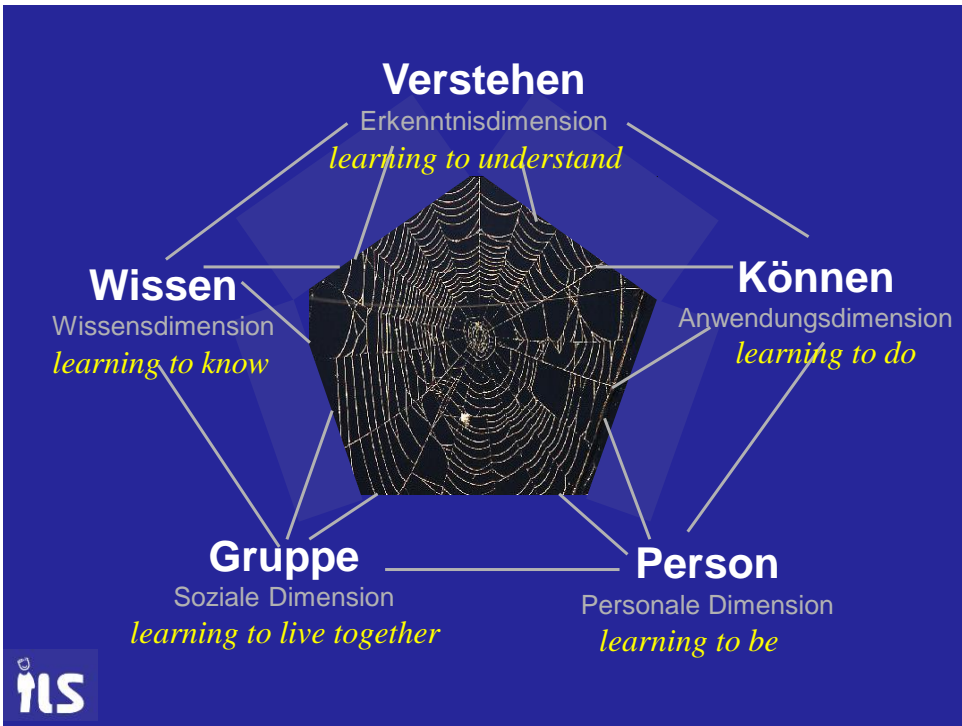 Verstehen
Erkenntnisdimension
learning to understand
Wissen
Wissensdimension
learning to know
Können
Anwendungsdimension
learning to do
Gruppe
Soziale Dimension
learning to live together
Person
Personale Dimension
learning to be
ILS